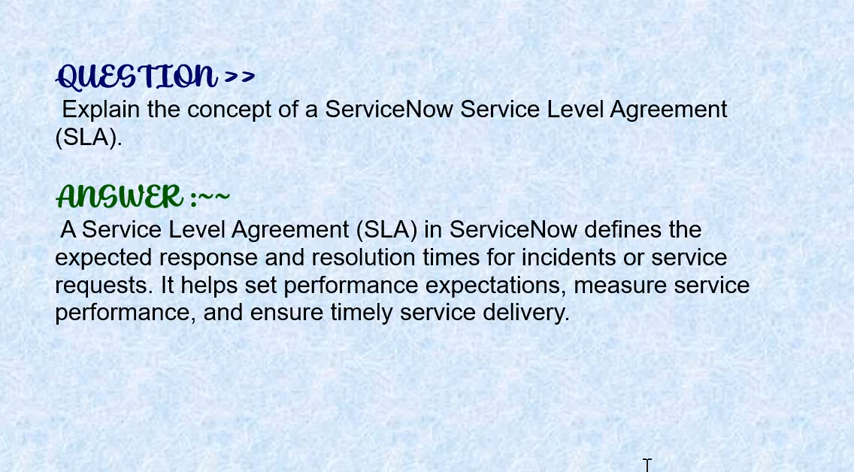 QUESTION >>
Explain the concept of a ServiceNow Service Level Agreement
(SLA).
ANSWER :~~
A Service Level Agreement (SLA) in ServiceNow defines the
expected response and resolution times for incidents or service
requests. It helps set performance expectations, measure service
performance, and ensure timely service delivery.